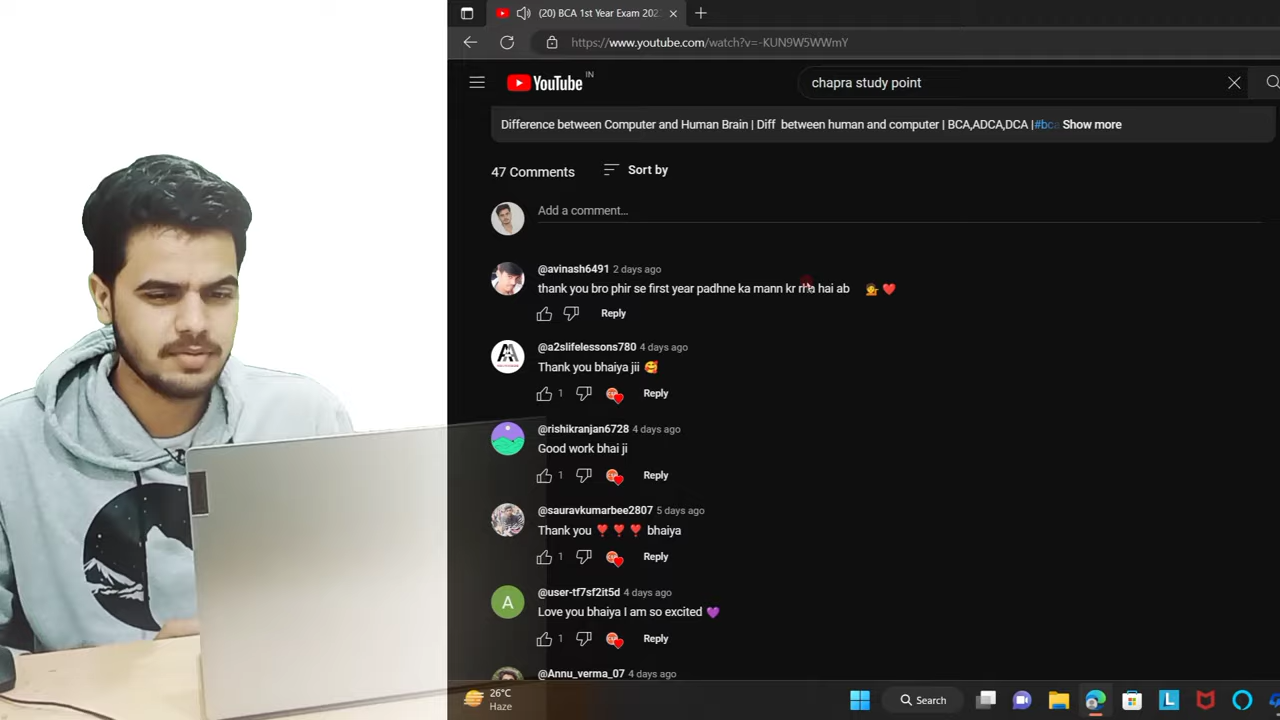 (20) BCA 1st Year Exam 202
https://www.youtube.com/watch?v=-KUN9W5WWmY
YouTube IN
chapra study point
Difference between Computer and Human Brain | Diff between human and computer | BCA,ADCA,DCA |#bc Show more
47 Comments Sort by
Add a comment...
@avinash6491 2 days ago
thank you bro phir se first year padhne ka mann kr rha hai ab
Reply
@a2slifelessons780 4 days ago
Thank you bhaiya jii 🥰
1 Reply
@rishikranjan6728 4 days ago
Good work bhai ji
1 Reply
@sauravkumarbee2807 5 days ago
Thank you ❣️ ❣️ ❣️ bhaiya
1 Reply
A
@user-tf7sf2it5d 4 days ago
Love you bhaiya I am so excited 💜
1 Reply
@Annu_verma_07 4 days ago
26°C
Haze
Search